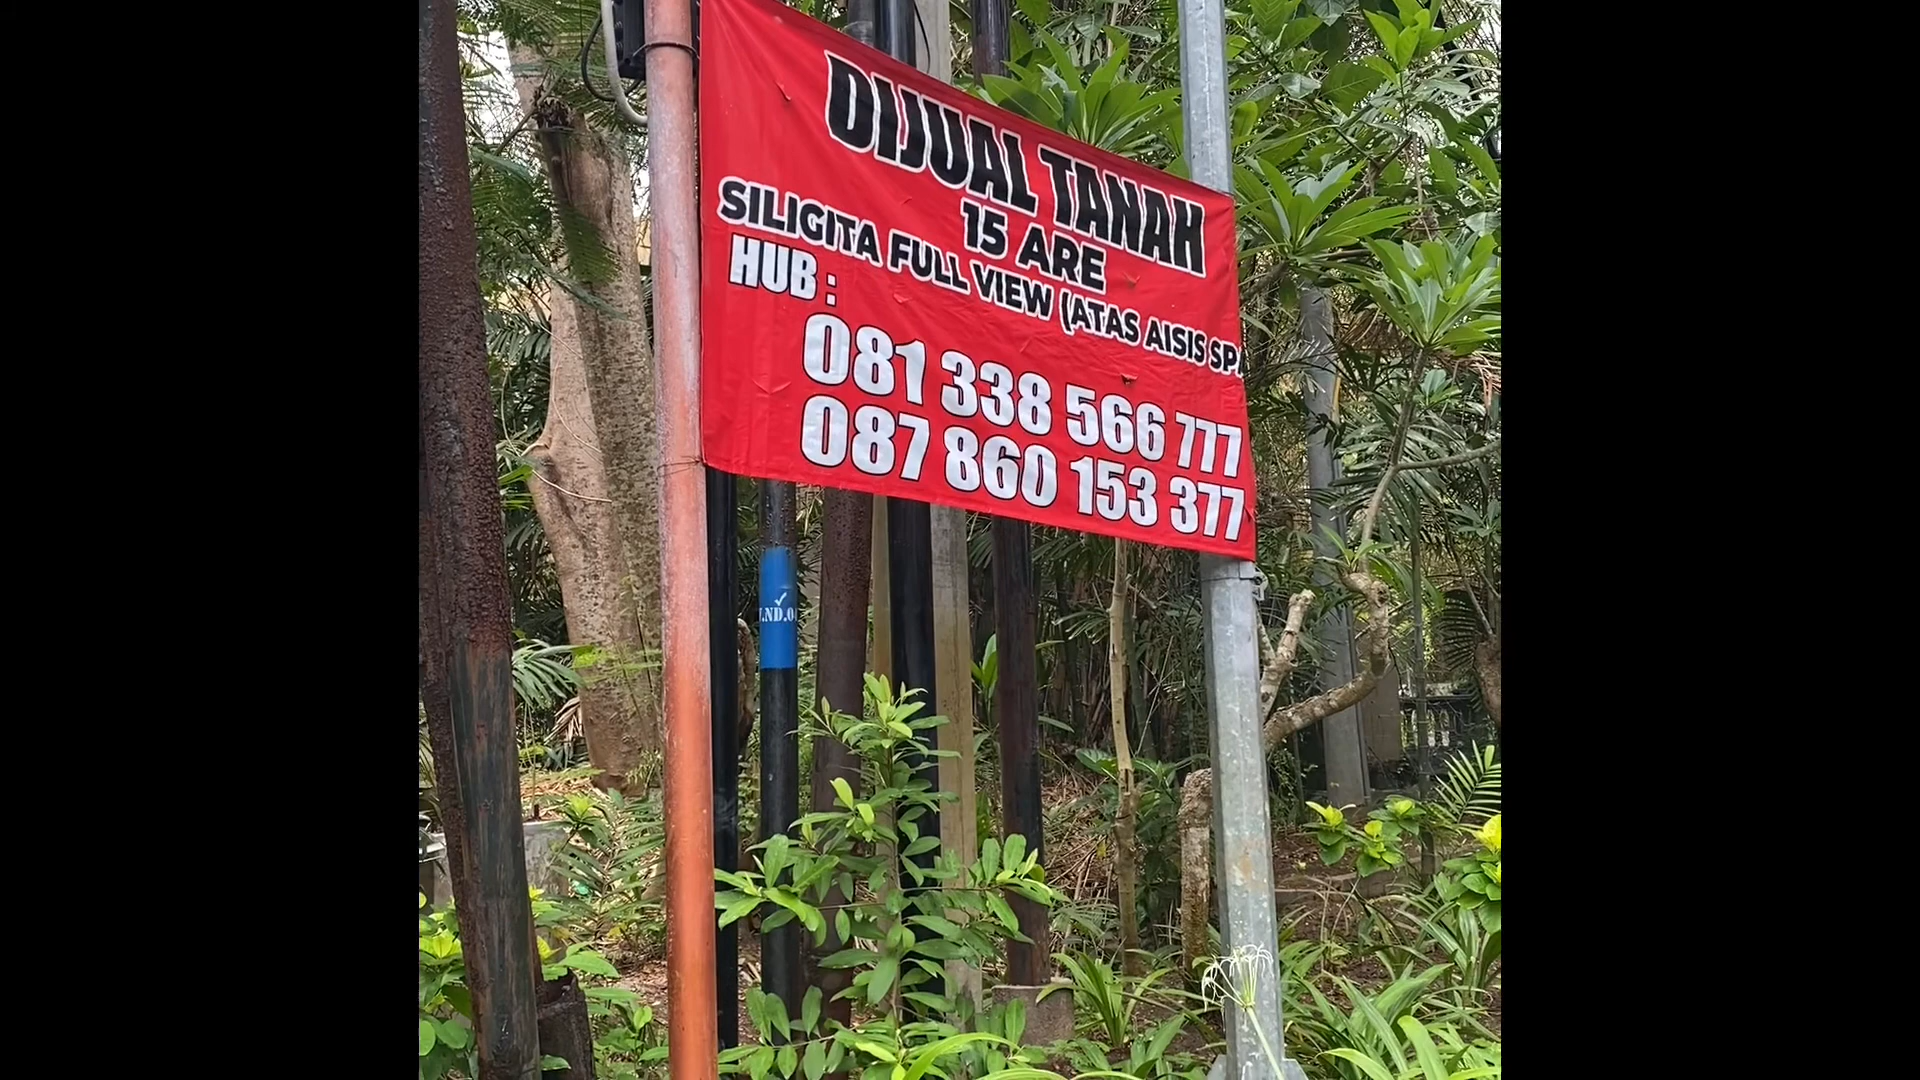 DIJUAL TANAH
15 ARE
SILIGITA FULL VIEW (ATAS AISIS SPA
HUB :
081 338 566 777
087 860 153 377